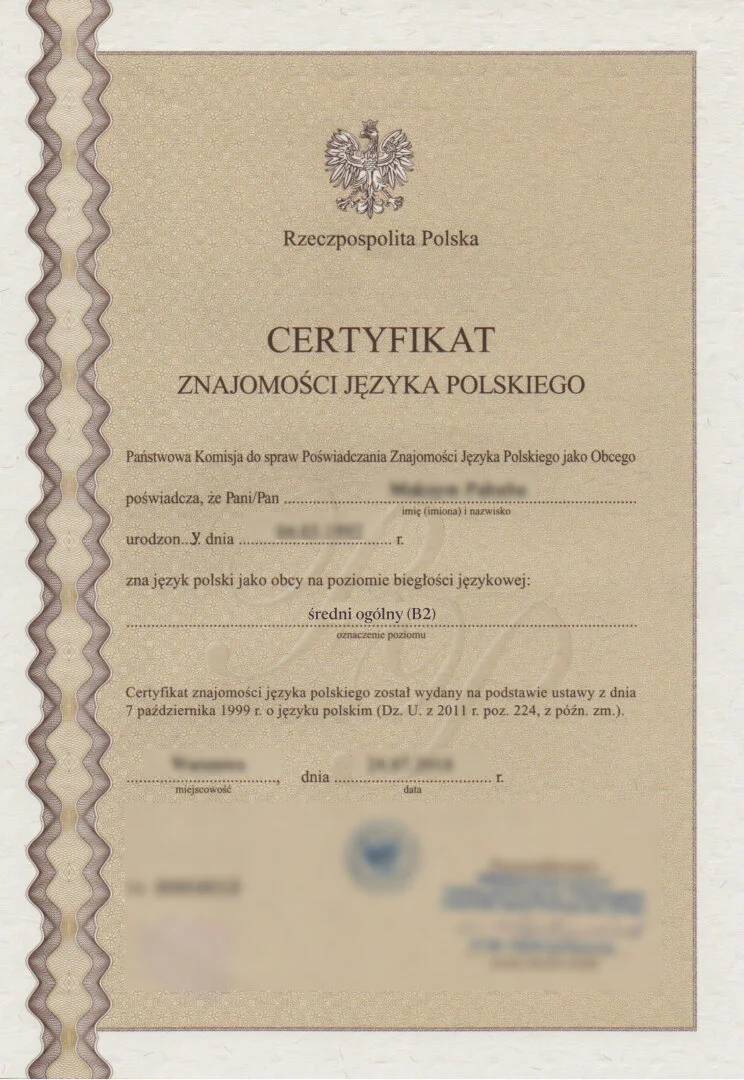 Rzeczpospolita Polska
CERTYFIKAT
ZNAJOMOŚCI JĘZYKA POLSKIEGO
Państwowa Komisja do spraw Poświadczania Znajomości Języka Polskiego jako Obcego
poświadcza, że Pani/Pan
imię (imiona) i nazwisko
urodzon..y. dnia r.
zna język polski jako obcy na poziomie biegłości językowej:
średni ogólny (B2)
oznaczenie poziomu
Certyfikat znajomości języka polskiego został wydany na podstawie ustawy z dnia
7 października 1999 r. o języku polskim (Dz. U. z 2011 r. poz. 224, z późn. zm.).
, dnia r.
miejscowość data